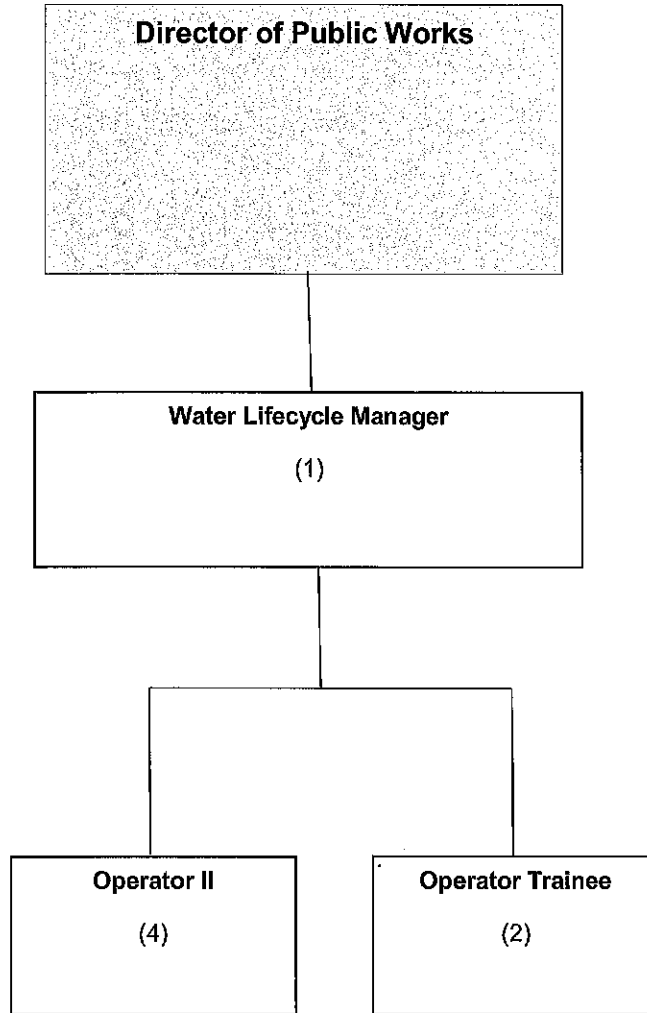 Director of Public Works
Water Lifecycle Manager
(1)
Operator II
(4)
Operator Trainee
(2)